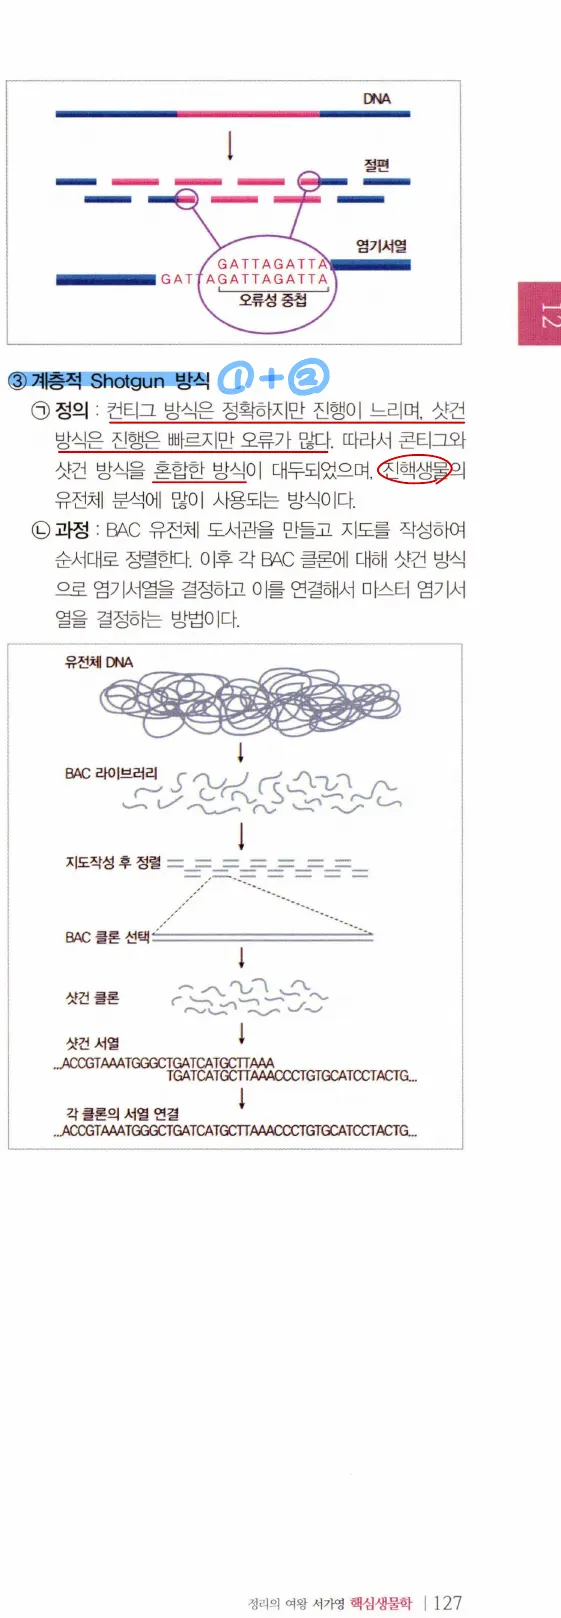 DNA
절편
염기서열
GATTAGATTA
GATTAGATTAGATTA
오류성 중첩
12
③ 계층적 Shotgun 방식 ①+②
㉠ 정의 : 컨티그 방식은 정확하지만 진행이 느리며, 샷건
방식은 진행은 빠르지만 오류가 많다. 따라서 콘티그와
샷건 방식을 혼합한 방식이 대두되었으며, 진핵생물의
유전체 분석에 많이 사용되는 방식이다.
㉡ 과정 : BAC 유전체 도서관을 만들고 지도를 작성하여
순서대로 정렬한다. 이후 각 BAC 클론에 대해 샷건 방식
으로 염기서열을 결정하고 이를 연결해서 마스터 염기서
열을 결정하는 방법이다.
유전체 DNA
BAC 라이브러리
지도작성 후 정렬
BAC 클론 선택
샷건 클론
샷건 서열
...ACCGTAAATGGGCTGATCATGCTTAAA
TGATCATGCTTAAACCCTGTGCATCCTACTG...
각 클론의 서열 연결
...ACCGTAAATGGGCTGATCATGCTTAAACCCTGTGCATCCTACTG...
정리의 여왕 서가영 핵심생물학 | 127